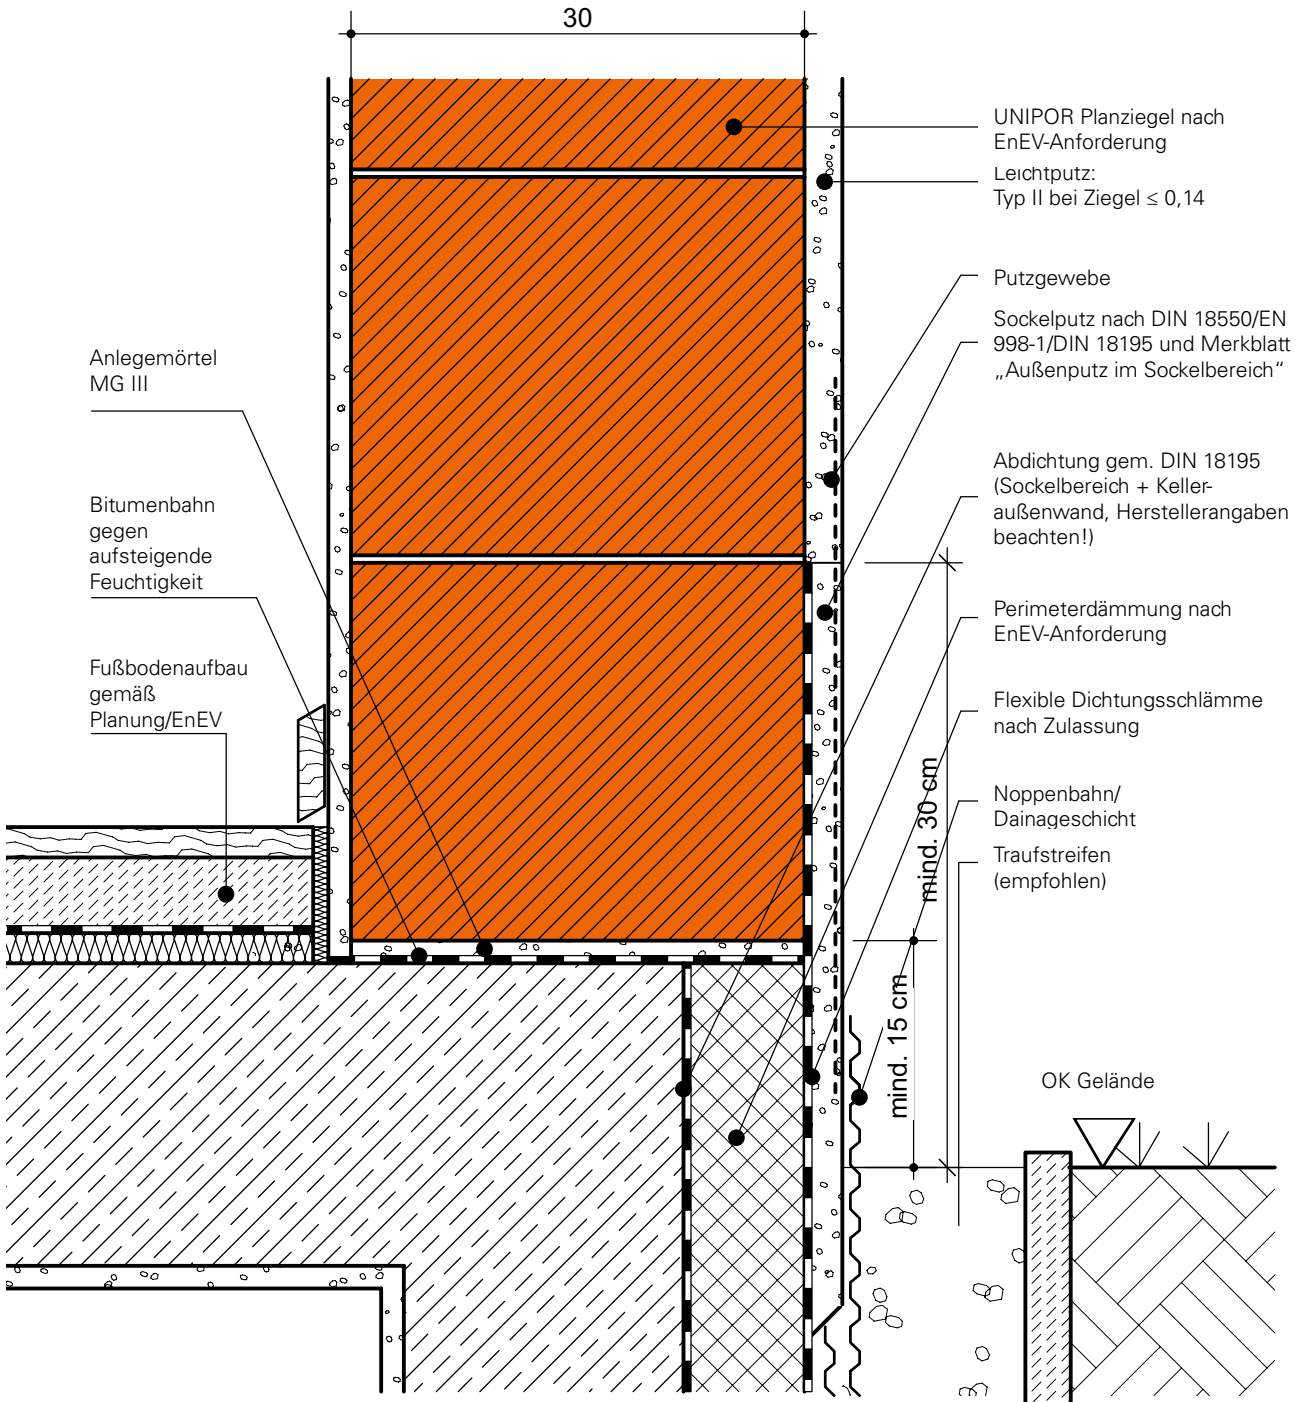 30
UNIPOR Planziegel nach
EnEV-Anforderung
Leichtputz:
Typ II bei Ziegel ≤ 0,14
Putzgewebe
Sockelputz nach DIN 18550/EN
998-1/DIN 18195 und Merkblatt
„Außenputz im Sockelbereich“
Anlegemörtel
MG III
Abdichtung gem. DIN 18195
(Sockelbereich + Keller-
außenwand, Herstellerangaben
beachten!)
Bitumenbahn
gegen
aufsteigende
Feuchtigkeit
Perimeterdämmung nach
EnEV-Anforderung
Fußbodenaufbau
gemäß
Planung/EnEV
Flexible Dichtungsschlämme
nach Zulassung
Noppenbahn/
Dainageschicht
Traufstreifen
(empfohlen)
mind. 30 cm
mind. 15 cm
OK Gelände